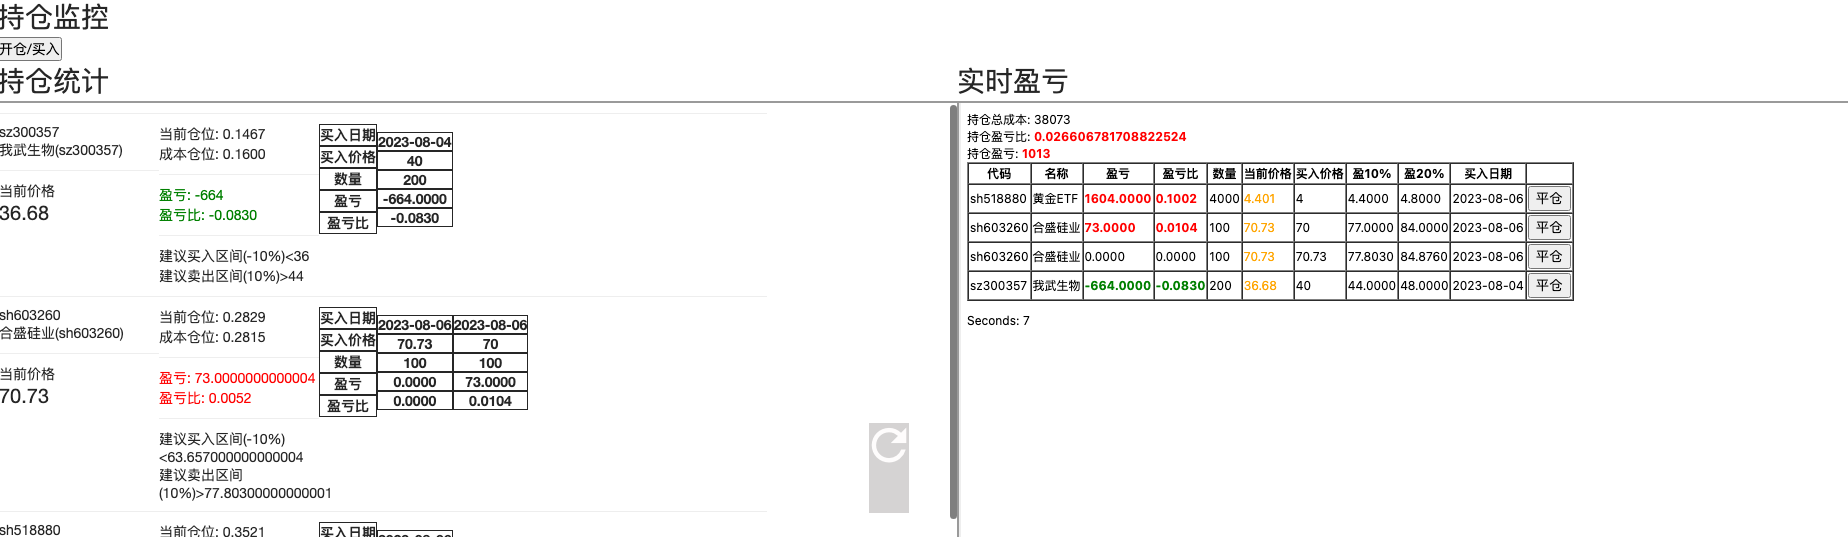 持仓监控
开仓/买入
持仓统计
sz300357
我武生物(sz300357)
当前价格
36.68
当前仓位: 0.1467
成本仓位: 0.1600
盈亏: -664
盈亏比: -0.0830
建议买入区间(-10%)<36
建议卖出区间(10%)>44
买入日期 2023-08-04
买入价格 40
数量 200
盈亏 -664.0000
盈亏比 -0.0830
sh603260
合盛硅业(sh603260)
当前价格
70.73
当前仓位: 0.2829
成本仓位: 0.2815
盈亏: 73.0000000000004
盈亏比: 0.0052
建议买入区间(-10%)
<63.657000000000004
建议卖出区间
(10%)>77.80300000000001
买入日期 2023-08-06 2023-08-06
买入价格 70.73 70
数量 100 100
盈亏 0.0000 73.0000
盈亏比 0.0000 0.0104
sh518880
当前仓位: 0.3521
买入日期
实时盈亏
持仓总成本: 38073
持仓盈亏比: 0.026606781708822524
持仓盈亏: 1013
代码 名称 盈亏 盈亏比 数量 当前价格 买入价格 盈10% 盈20% 买入日期
sh518880 黄金ETF 1604.0000 0.1002 4000 4.401 4 4.4000 4.8000 2023-08-06 平仓
sh603260 合盛硅业 73.0000 0.0104 100 70.73 70 77.0000 84.0000 2023-08-06 平仓
sh603260 合盛硅业 0.0000 0.0000 100 70.73 70.73 77.8030 84.8760 2023-08-06 平仓
sz300357 我武生物 -664.0000 -0.0830 200 36.68 40 44.0000 48.0000 2023-08-04 平仓
Seconds: 7